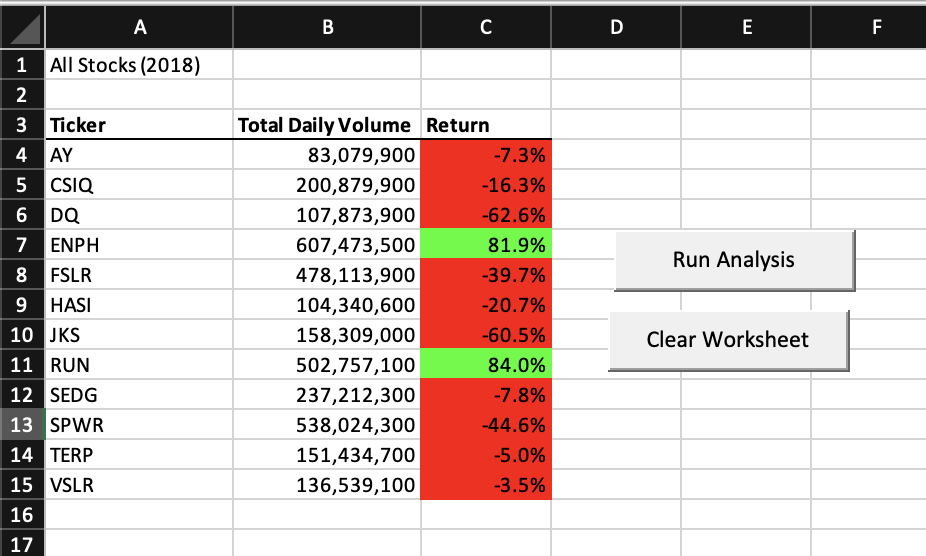 A B C D E F
1 All Stocks (2018)
2
3 Ticker Total Daily Volume Return
4 AY 83,079,900 -7.3%
5 CSIQ 200,879,900 -16.3%
6 DQ 107,873,900 -62.6%
7 ENPH 607,473,500 81.9%
Run Analysis
8 FSLR 478,113,900 -39.7%
9 HASI 104,340,600 -20.7%
10 JKS 158,309,000 -60.5%
Clear Worksheet
11 RUN 502,757,100 84.0%
12 SEDG 237,212,300 -7.8%
13 SPWR 538,024,300 -44.6%
14 TERP 151,434,700 -5.0%
15 VSLR 136,539,100 -3.5%
16
17